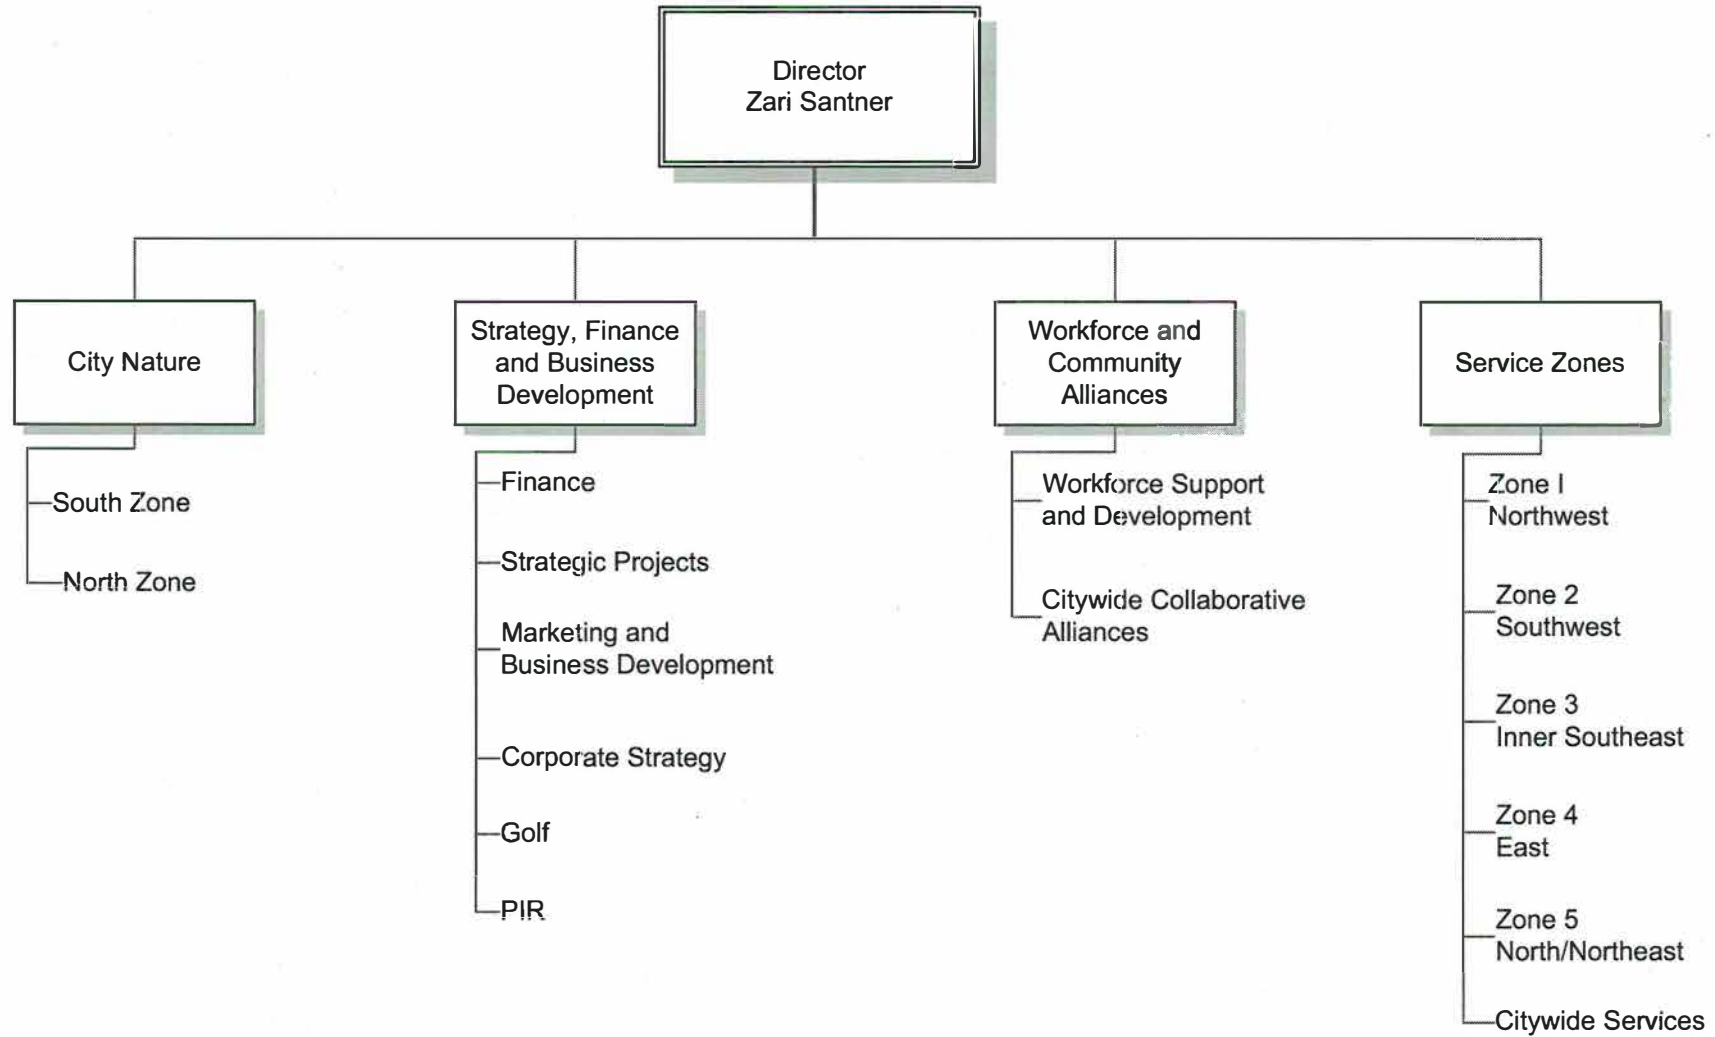 Director
Zari Santner
City Nature
South Zone
North Zone
Strategy, Finance
and Business
Development
Finance
Strategic Projects
Marketing and
Business Development
Corporate Strategy
Golf
PIR
Workforce and
Community
Alliances
Workforce Support
and Development
Citywide Collaborative
Alliances
Service Zones
Zone I
Northwest
Zone 2
Southwest
Zone 3
Inner Southeast
Zone 4
East
Zone 5
North/Northeast
Citywide Services